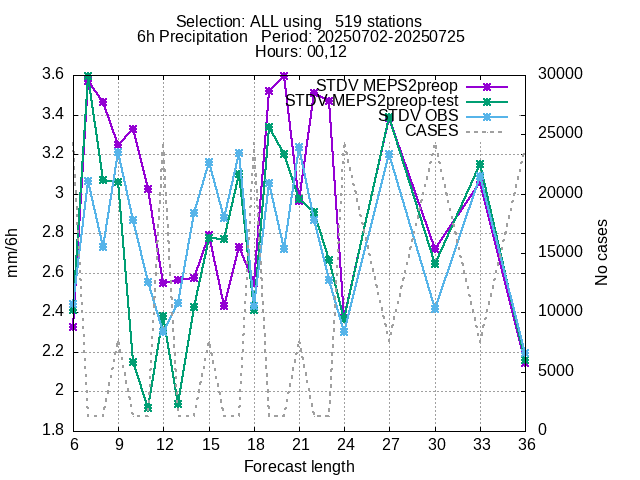 Selection: ALL using   519 stations
6h Precipitation   Period: 20250702-20250725
Hours: 00,12
STDV MEPS2preop
STDV MEPS2preop-test
STDV OBS
CASES
3.6
3.4
3.2
3
2.8
2.6
2.4
2.2
2
1.8
mm/6h
30000
25000
20000
15000
10000
5000
0
No cases
6 9 12 15 18 21 24 27 30 33 36
Forecast length